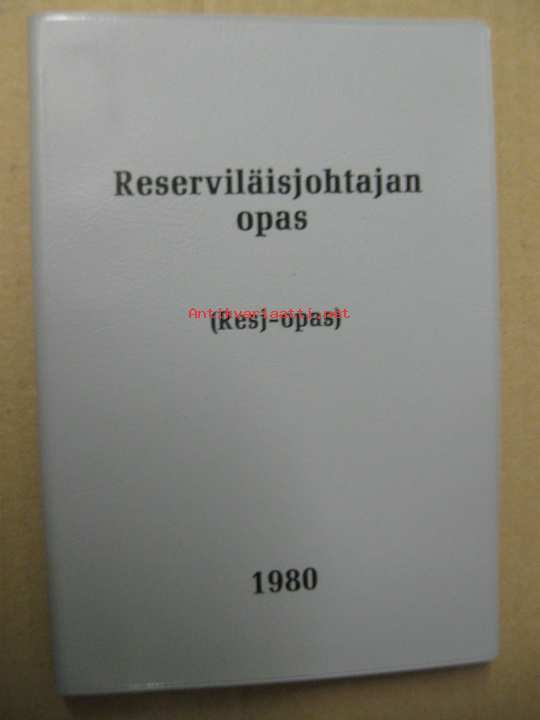 Reserviläisjohtajan
opas
Antikvariaatti.net
(Resj-opas)
1980